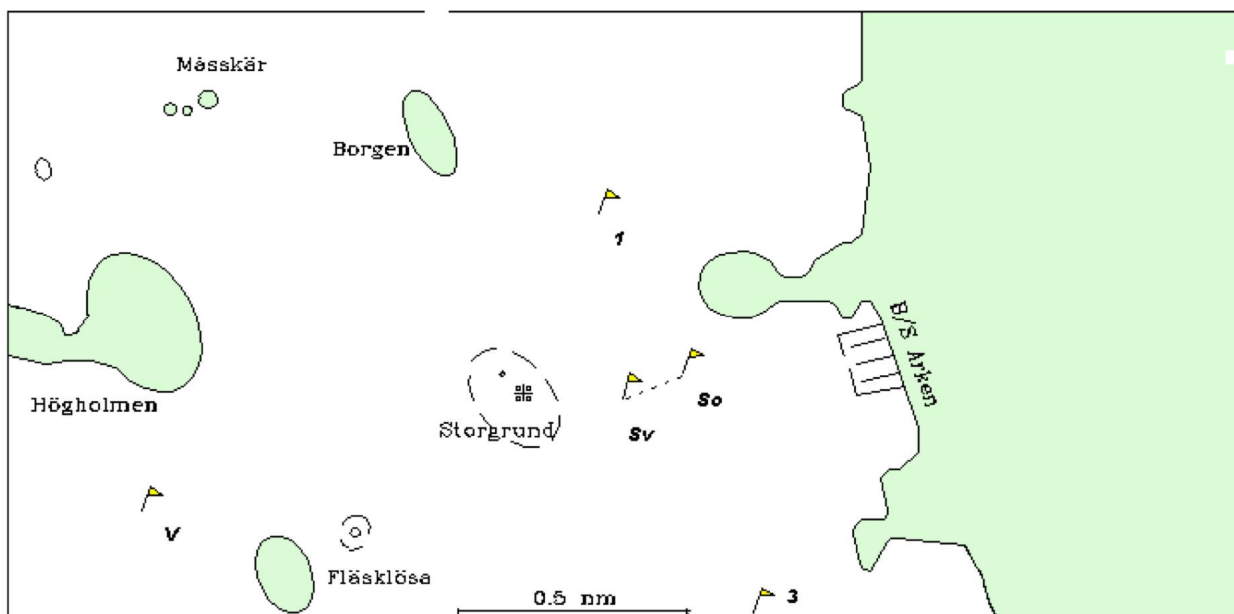 Måsskär
Borgen
1
B/S Arken
Högholmen
So
Storgrund
Sv
V
Fläsklösa
0.5 nm
3